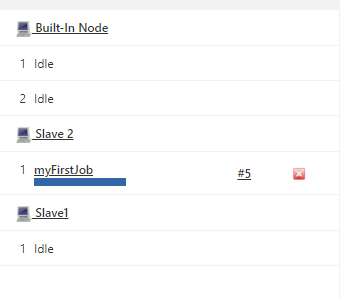 Built-In Node
1 Idle
2 Idle
Slave 2
1 myFirstJob #5
Slave1
1 Idle